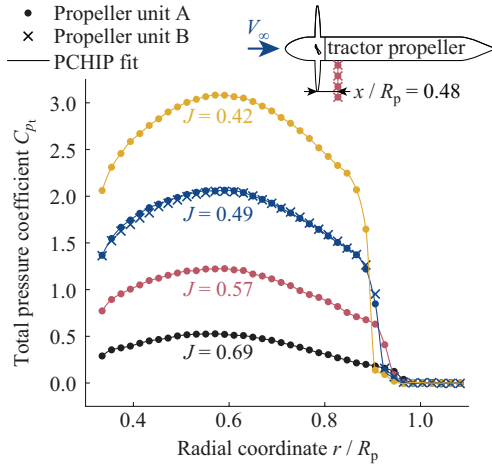 Propeller unit A
Propeller unit B
PCHIP fit
V∞
tractor propeller
x / Rp = 0.48
Total pressure coefficient Cpt
3.0
2.5
2.0
1.5
1.0
0.5
0.0
J = 0.42
J = 0.49
J = 0.57
J = 0.69
0.4
0.6
0.8
1.0
Radial coordinate r / Rp